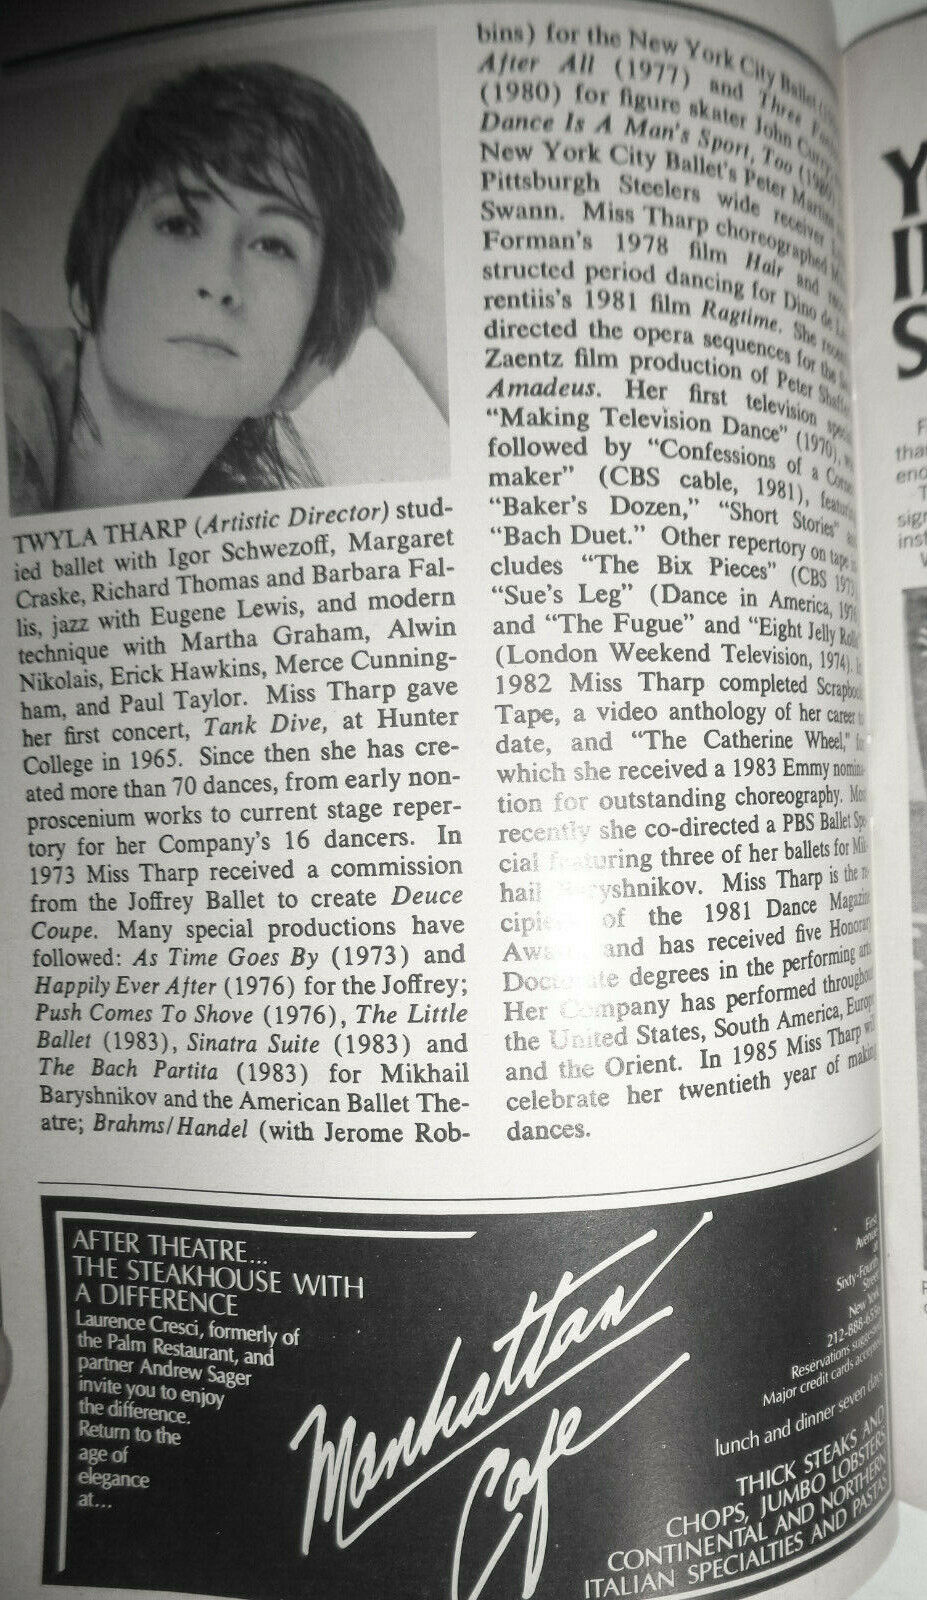 TWYLA THARP (Artistic Director) stud-
ied ballet with Igor Schwezoff, Margaret
Craske, Richard Thomas and Barbara Fal-
lis, jazz with Eugene Lewis, and modern
technique with Martha Graham, Alwin
Nikolais, Erick Hawkins, Merce Cunning-
ham, and Paul Taylor. Miss Tharp gave
her first concert, Tank Dive, at Hunter
College in 1965. Since then she has cre-
ated more than 70 dances, from early non-
proscenium works to current stage reper-
tory for her Company's 16 dancers. In
1973 Miss Tharp received a commission
from the Joffrey Ballet to create Deuce
Coupe. Many special productions have
followed: As Time Goes By (1973) and
Happily Ever After (1976) for the Joffrey;
Push Comes To Shove (1976), The Little
Ballet (1983), Sinatra Suite (1983) and
The Bach Partita (1983) for Mikhail
Baryshnikov and the American Ballet The-
atre; Brahms/Handel (with Jerome Rob-
bins) for the New York City Ballet
After All (1977) and Three
(1980) for figure skater John
Dance Is A Man's Sport, Too (1980)
New York City Ballet's Peter Martins
Pittsburgh Steelers wide receiver
Swann. Miss Tharp choreographed
Forman's 1978 film Hair and
structed period dancing for Dino de
rentiis's 1981 film Ragtime. She
directed the opera sequences for the
Zaentz film production of Peter
Amadeus. Her first television
"Making Television Dance"
followed by "Confessions of a
maker" (CBS cable, 1981),
"Baker's Dozen," "Short Stories"
"Bach Duet." Other repertory on tape
cludes "The Bix Pieces" (CBS
"Sue's Leg" (Dance in America,
and "The Fugue" and "Eight Jelly
(London Weekend Television, 1974). In
1982 Miss Tharp completed Scrapbook
Tape, a video anthology of her career to
date, and "The Catherine Wheel," for
which she received a 1983 Emmy nomina-
tion for outstanding choreography. Most
recently she co-directed a PBS Ballet Spe-
cial featuring three of her ballets for Mik-
hail Baryshnikov. Miss Tharp is the re-
cipient of the 1981 Dance Magazine
Award and has received five Honorary
Doctorate degrees in the performing arts.
Her Company has performed throughout
the United States, South America, Europe
and the Orient. In 1985 Miss Tharp will
celebrate her twentieth year of making
dances.
AFTER THEATRE...
THE STEAKHOUSE WITH
A DIFFERENCE
Laurence Cresci, formerly of
the Palm Restaurant, and
partner Andrew Sager
invite you to enjoy
the difference.
Return to the
age of
elegance
at...
Manhattan
Cafe
First
Avenue
at
Sixty-Fourth
Street
New York
Reservations suggested
Major credit cards accepted
lunch and dinner seven days
THICK STEAKS AND
CHOPS, JUMBO LOBSTERS
CONTINENTAL AND NORTHERN
ITALIAN SPECIALTIES AND PASTAS